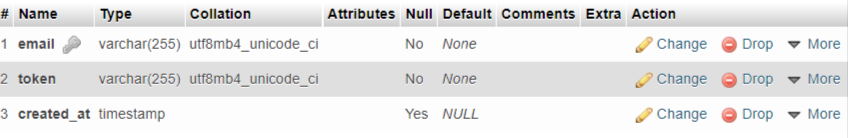 # Name Type Collation Attributes Null Default Comments Extra Action
1 email varchar(255) utf8mb4_unicode_ci No None Change Drop More
2 token varchar(255) utf8mb4_unicode_ci No None Change Drop More
3 created_at timestamp Yes NULL Change Drop More